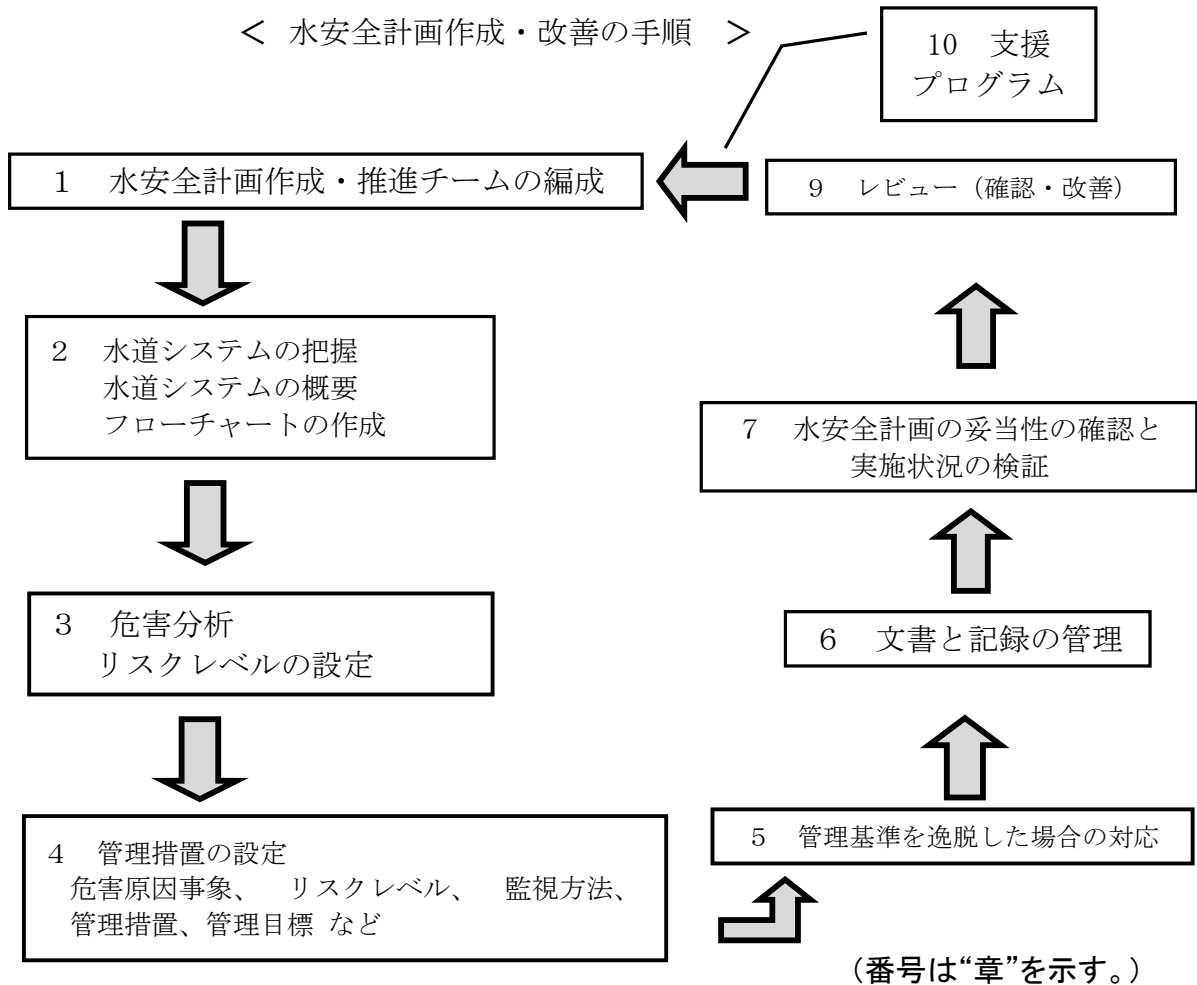 ＜ 水安全計画作成・改善の手順 ＞
10 支援
プログラム
1 水安全計画作成・推進チームの編成
9 レビュー（確認・改善）
2 水道システムの把握
水道システムの概要
フローチャートの作成
7 水安全計画の妥当性の確認と
実施状況の検証
3 危害分析
リスクレベルの設定
6 文書と記録の管理
4 管理措置の設定
危害原因事象、 リスクレベル、 監視方法、
管理措置、管理目標 など
5 管理基準を逸脱した場合の対応
（番号は“章”を示す。）